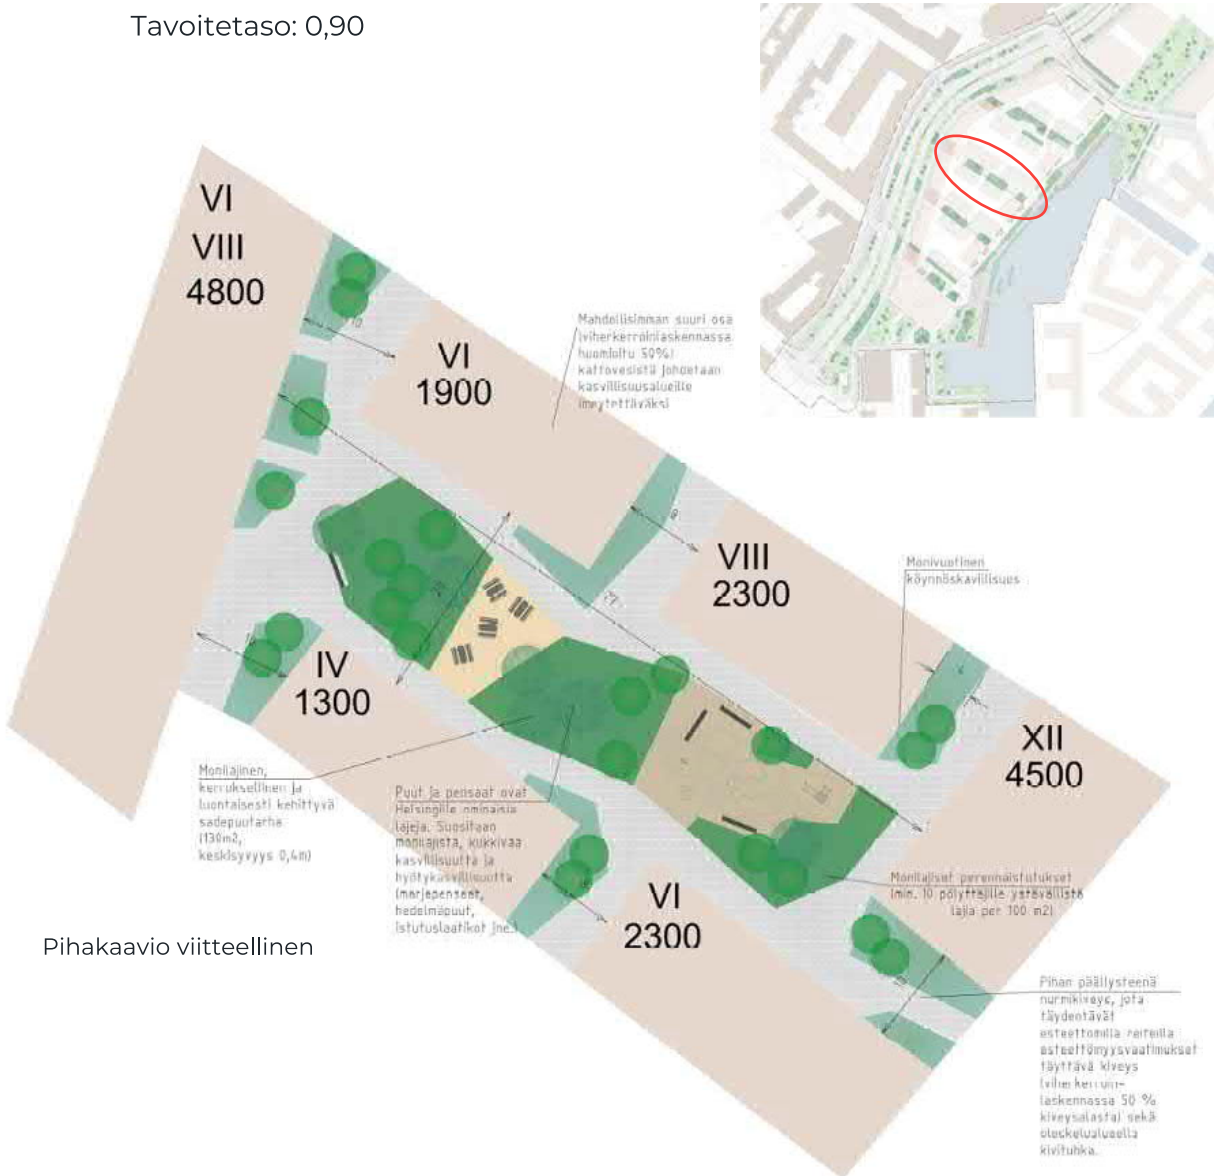 Tavoitetaso: 0,90
VI
VIII
4800
Mahdollisimman suuri osa
(viherkerroinlaskennassa
huomioitu 50%)
kattovesistä johdetaan
kasvillisuusalueille
imeytettäväksi
VI
1900
10
8
VIII
2300
Monivuotinen
köynnöskasvillisuus
IV
1300
XII
4500
Monilajinen,
kerroksellinen ja
luontaisesti kehittyvä
sadepuutarha
(130m2,
keskisyvyys 0,4m)
Puut ja pensaat ovat
Helsingille ominaisia
lajeja. Suositaan
monilajista, kukkivaa
kasvillisuutta ja
hyötykasvillisuutta
(marjapensaat,
hedelmäpuut,
istutuslaatikot jne.)
Monilajiset perennaistutukset
(min. 10 pölyttäjille ystävällistä
lajia per 100 m2)
VI
2300
Pihakaavio viitteellinen
Pihan päällysteenä
nurmikiveys, jota
täydentävät
esteettömillä reiteillä
esteettömyysvaatimukset
täyttävä kiveys
(viherkerroin-
laskennassa 50 %
kiveysalasta) sekä
oleskelualueella
kivituhka.